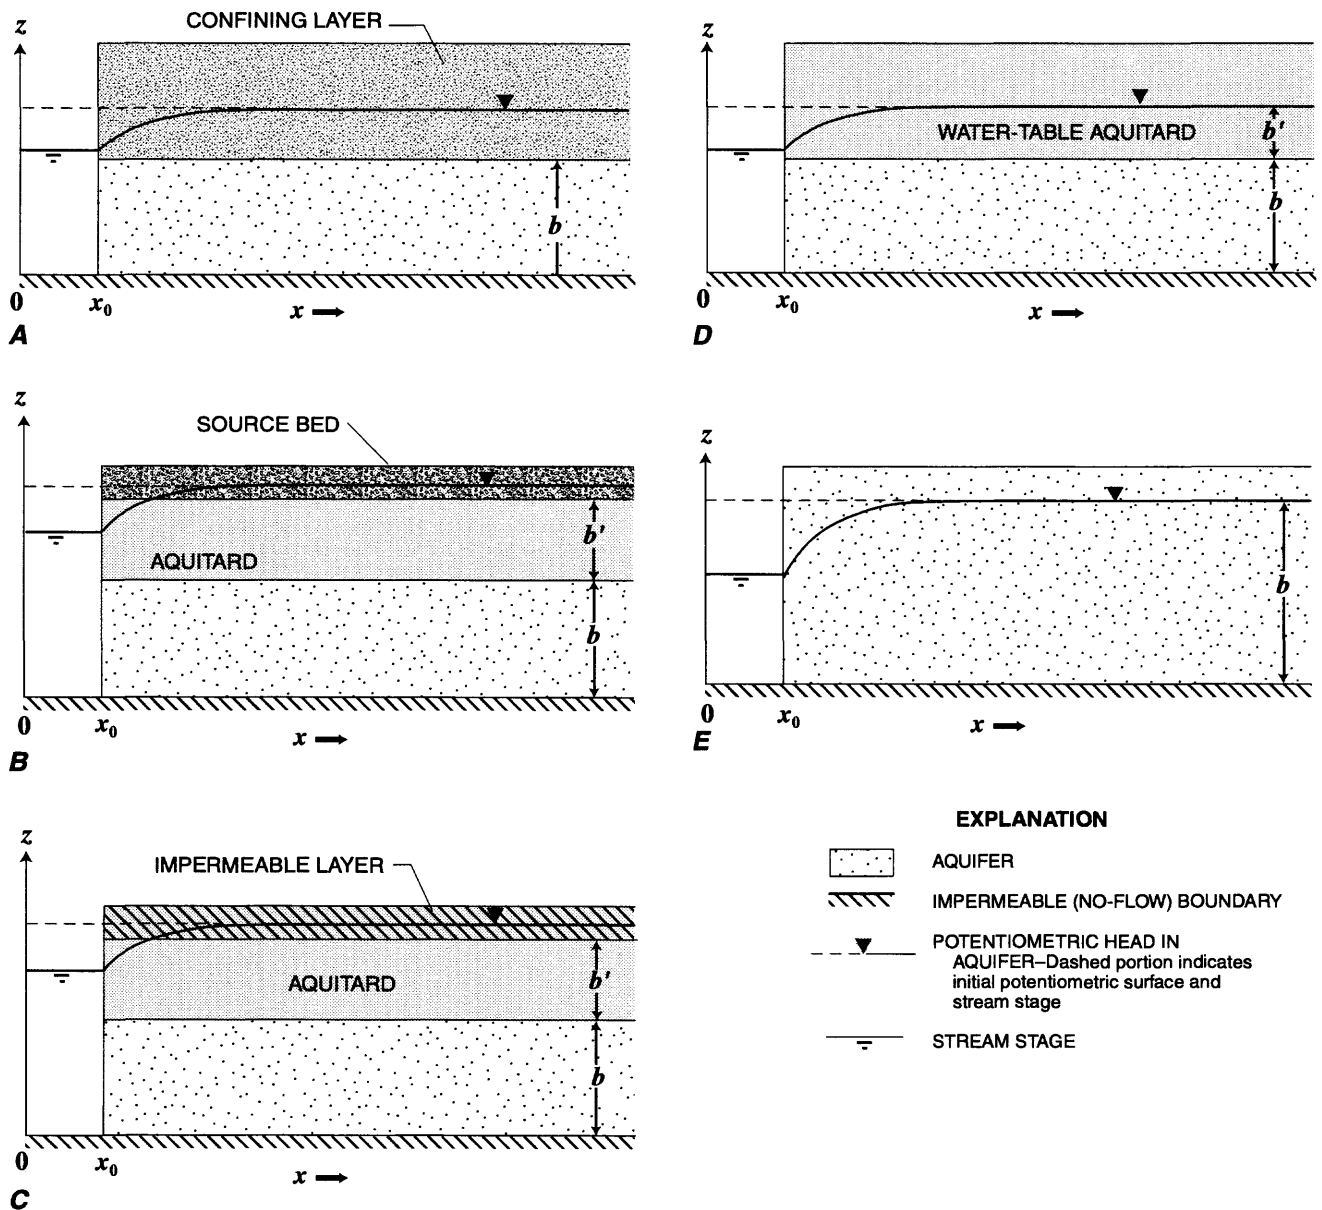 z
CONFINING LAYER
b
0
x₀
x
A
z
SOURCE BED
b'
AQUITARD
b
0
x₀
x
B
z
IMPERMEABLE LAYER
AQUITARD
b'
b
0
x₀
x
C
z
WATER-TABLE AQUITARD
b'
b
0
x₀
x
D
z
b
0
x₀
x
E
EXPLANATION
AQUIFER
IMPERMEABLE (NO-FLOW) BOUNDARY
POTENTIOMETRIC HEAD IN
AQUIFER–Dashed portion indicates
initial potentiometric surface and
stream stage
STREAM STAGE